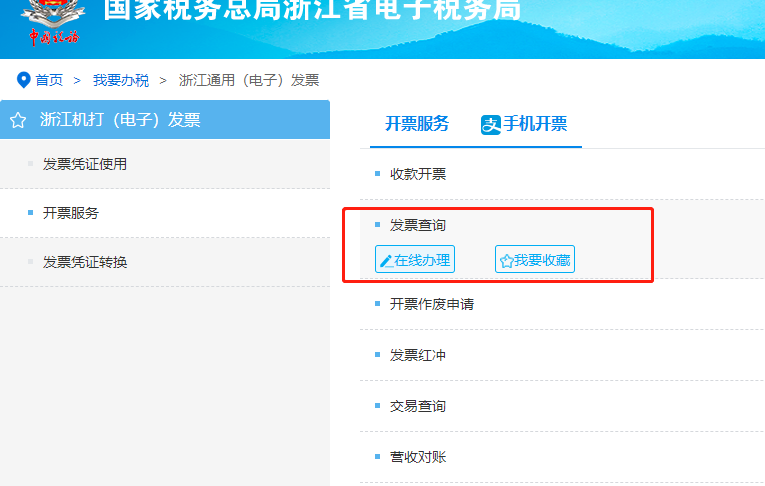 国家税务总局浙江省电子税务局
中国税务
首页 > 我要办税 > 浙江通用（电子）发票
浙江机打（电子）发票
发票凭证使用
开票服务
发票凭证转换
开票服务 支 手机开票
收款开票
发票查询
在线办理 我要收藏
开票作废申请
发票红冲
交易查询
营收对账